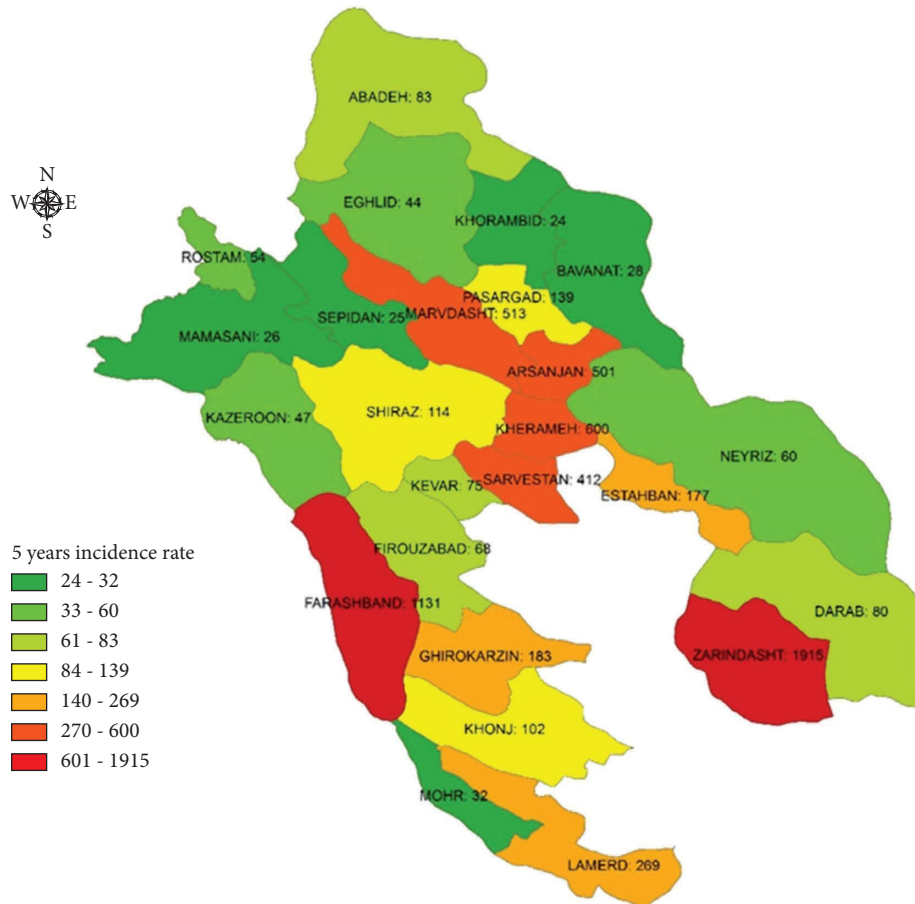 ABADEH: 83
N
W E
S
EGHLID: 44
KHORAMBID: 24
ROSTAM: 54
BAVANAT: 28
PASARGAD: 139
SEPIDAN: 25
MARVDASHT: 513
MAMASANI: 26
ARSANJAN: 501
SHIRAZ: 114
KAZEROON: 47
KHERAMEH: 600
NEYRIZ: 60
SARVESTAN: 412
KEVAR: 75
ESTAHBAN: 177
FIROUZABAD: 68
FARASHBAND: 1131
DARAB: 80
GHIROKARZIN: 183
ZARINDASHT: 1915
KHONJ: 102
MOHR: 32
LAMERD: 269
5 years incidence rate
24 - 32
33 - 60
61 - 83
84 - 139
140 - 269
270 - 600
601 - 1915